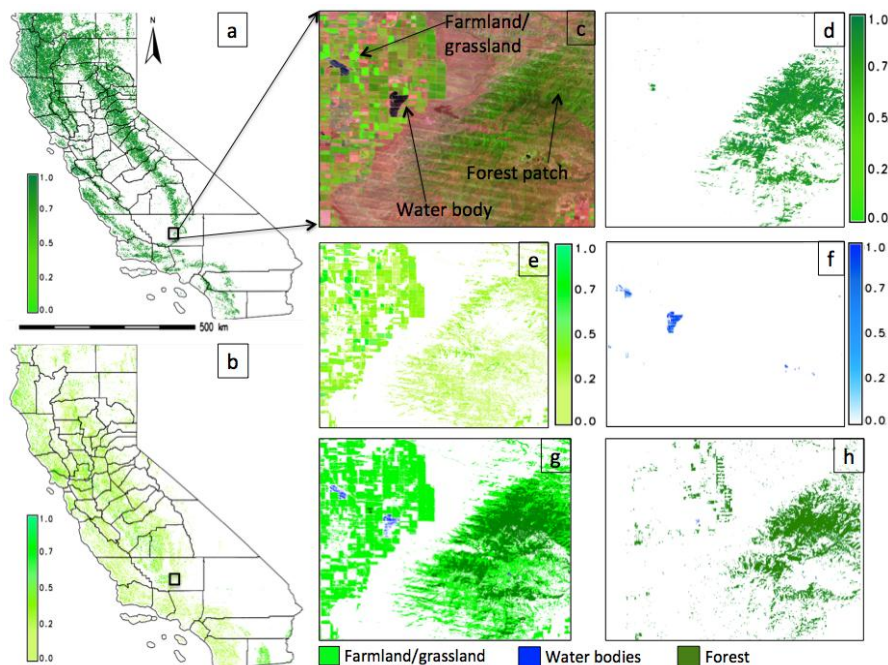 a
N
1.0
0.7
0.5
0.2
0.0
500 km
b
1.0
0.7
0.5
0.2
0.0
Farmland/
grassland
c
Forest patch
Water body
d
1.0
0.7
0.5
0.2
0.0
e
1.0
0.7
0.5
0.2
0.0
f
1.0
0.7
0.5
0.2
0.0
g
h
Farmland/grassland
Water bodies
Forest